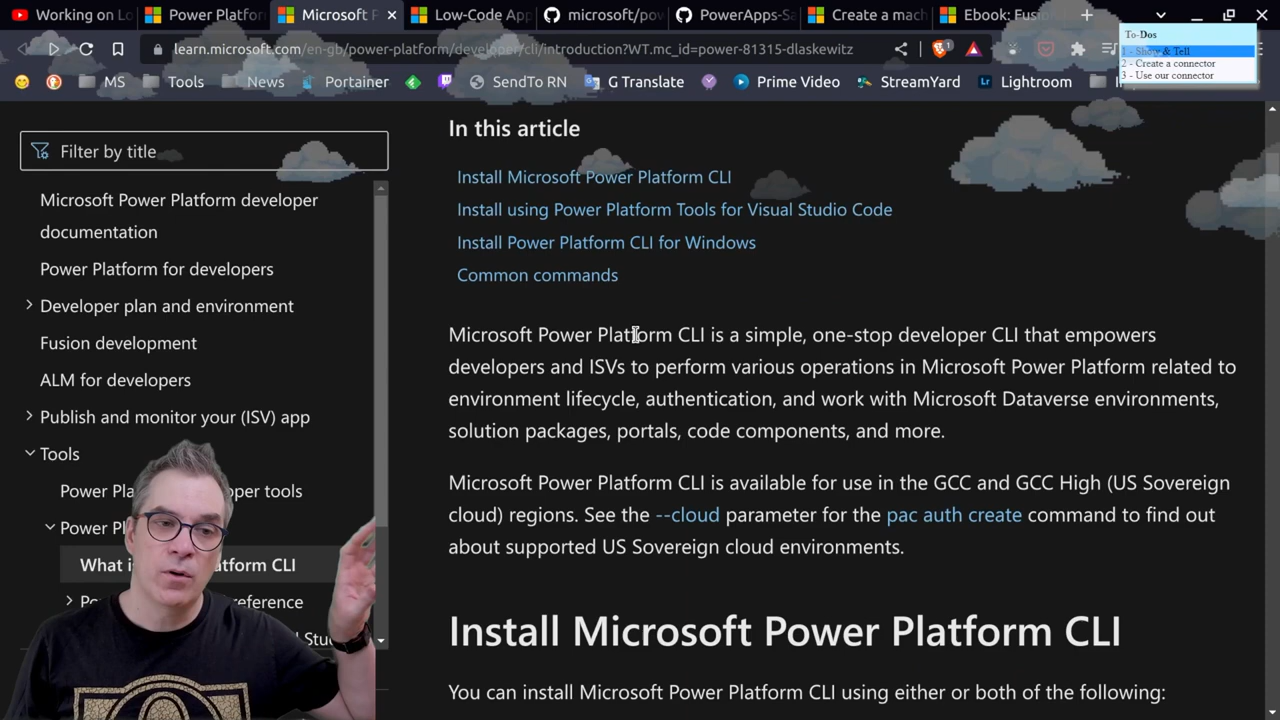 Working on Lo
Power Platfor
Microsoft P
Low-Code App
microsoft/pow
PowerApps-Sa
Create a mach
Ebook: Fusion
learn.microsoft.com/en-gb/power-platform/developer/cli/introduction?WT.mc_id=power-81315-dlaskewitz
To-Dos
1 - Show & Tell
2 - Create a connector
3 - Use our connector
MS
Tools
News
Portainer
SendTo RN
G Translate
Prime Video
StreamYard
Lightroom
Filter by title
Microsoft Power Platform developer
documentation
Power Platform for developers
Developer plan and environment
Fusion development
ALM for developers
Publish and monitor your (ISV) app
Tools
Power Pla oper tools
Power Pl
What i atform CLI
Po reference
l Stu
In this article
Install Microsoft Power Platform CLI
Install using Power Platform Tools for Visual Studio Code
Install Power Platform CLI for Windows
Common commands
Microsoft Power Platform CLI is a simple, one-stop developer CLI that empowers
developers and ISVs to perform various operations in Microsoft Power Platform related to
environment lifecycle, authentication, and work with Microsoft Dataverse environments,
solution packages, portals, code components, and more.
Microsoft Power Platform CLI is available for use in the GCC and GCC High (US Sovereign
cloud) regions. See the --cloud parameter for the pac auth create command to find out
about supported US Sovereign cloud environments.
Install Microsoft Power Platform CLI
You can install Microsoft Power Platform CLI using either or both of the following: